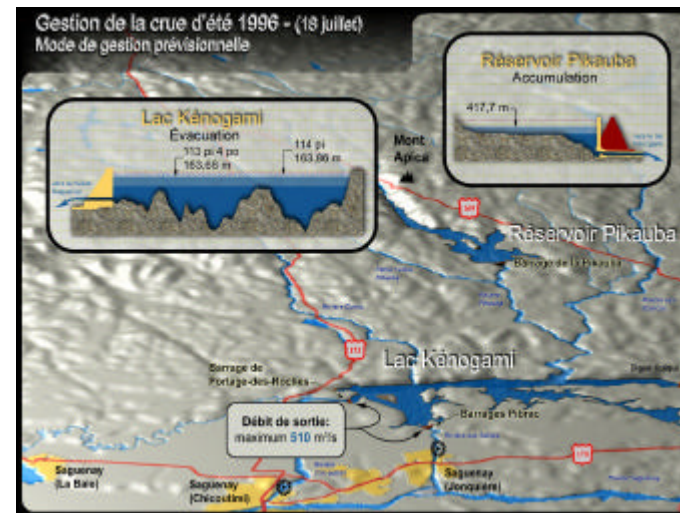 Gestion de la crue d'été 1996 - (18 juillet)
Mode de gestion prévisionnelle
Réservoir Pikauba
Accumulation
417,7 m
Lac Kénogami
Évacuation
113 pi 4 po
163,66 m
114 pi
163,86 m
Mont
Apica
169
Réservoir Pikauba
Barrage de la Pikauba
Lac Kénogami
Barrage de
Portage-des-Roches
Barrages Pibrac
Débit de sortie:
maximum 510 m³/s
Saguenay
(La Baie)
Saguenay
(Chicoutimi)
Saguenay
(Jonquière)